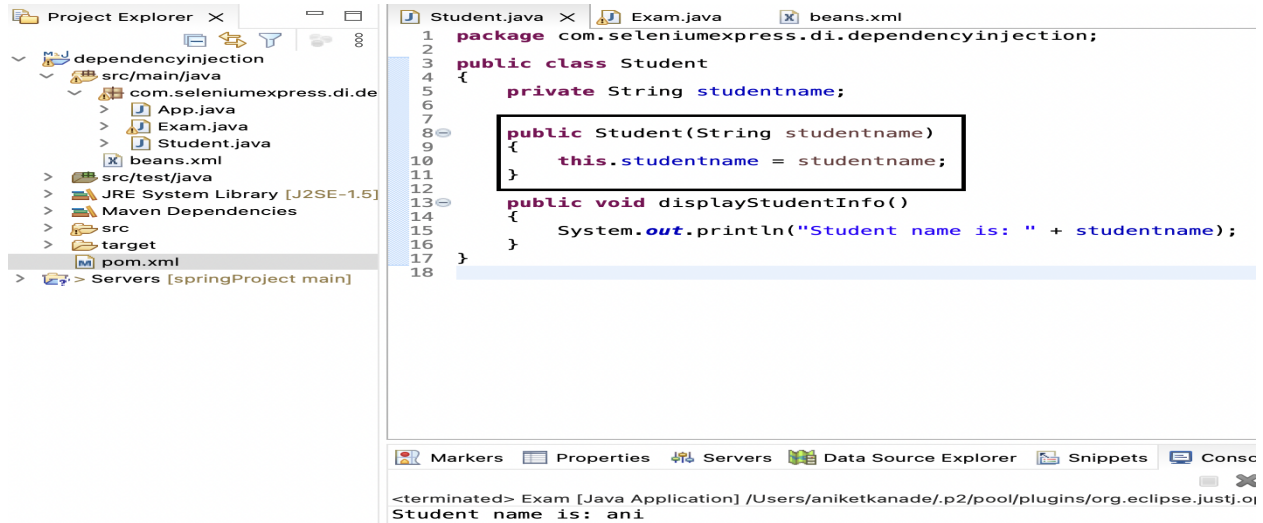 Project Explorer
dependencyinjection
src/main/java
com.seleniumexpress.di.de
App.java
Exam.java
Student.java
beans.xml
src/test/java
JRE System Library [J2SE-1.5]
Maven Dependencies
src
target
pom.xml
> Servers [springProject main]
Student.java Exam.java beans.xml
1 package com.seleniumexpress.di.dependencyinjection;
2
3 public class Student
4 {
5 private String studentname;
6
7
8 public Student(String studentname)
9 {
10 this.studentname = studentname;
11 }
12
13 public void displayStudentInfo()
14 {
15 System.out.println("Student name is: " + studentname);
16 }
17 }
18
Markers Properties Servers Data Source Explorer Snippets Consc
<terminated> Exam [Java Application] /Users/aniketkanade/.p2/pool/plugins/org.eclipse.justj.o
Student name is: ani